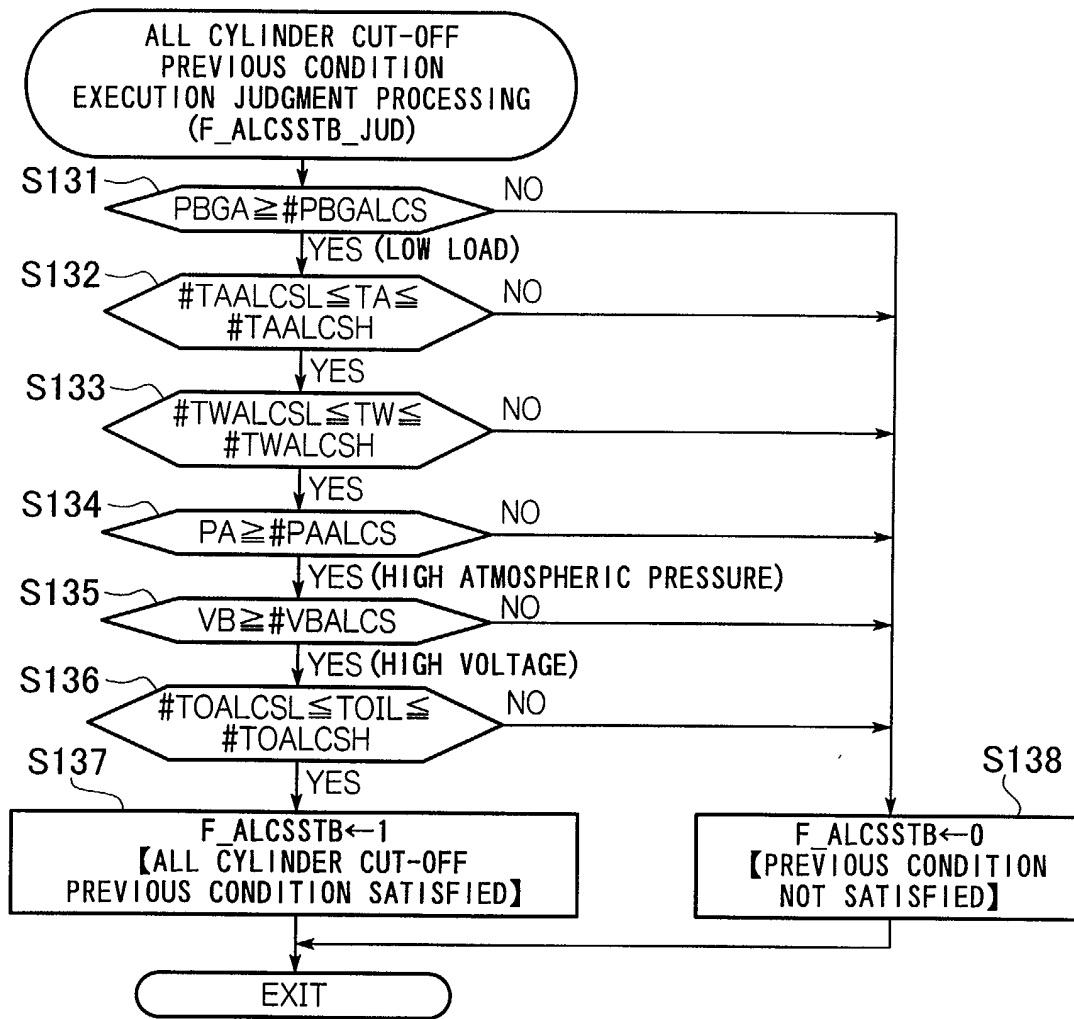 ALL CYLINDER CUT-OFF
PREVIOUS CONDITION
EXECUTION JUDGMENT PROCESSING
(F_ALCSSTB_JUD)
S131
PBGA≧#PBGALCS
NO
YES (LOW LOAD)
S132
#TAALCSL≦TA≦
#TAALCSH
NO
YES
S133
#TWALCSL≦TW≦
#TWALCSH
NO
YES
S134
PA≧#PAALCS
NO
YES (HIGH ATMOSPHERIC PRESSURE)
S135
VB≧#VBALCS
NO
YES (HIGH VOLTAGE)
S136
#TOALCSL≦TOIL≦
#TOALCSH
NO
YES
S137
F_ALCSSTB←1
【ALL CYLINDER CUT-OFF
PREVIOUS CONDITION SATISFIED】
S138
F_ALCSSTB←0
【PREVIOUS CONDITION
NOT SATISFIED】
EXIT